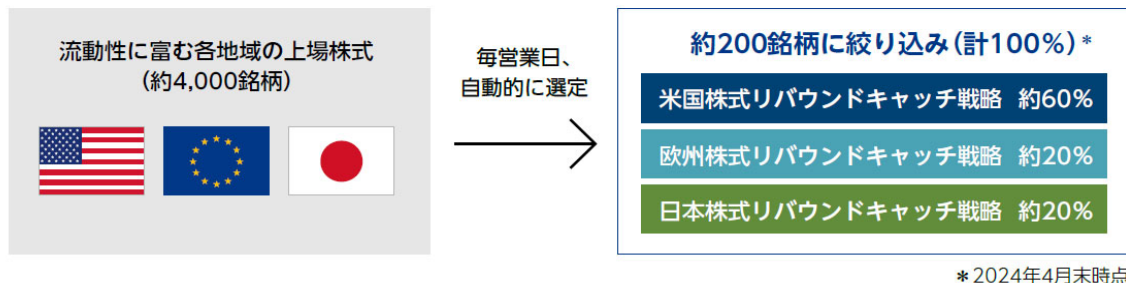 流動性に富む各地域の上場株式
(約4,000銘柄)
毎営業日、
自動的に選定
約200銘柄に絞り込み(計100%)*
米国株式リバウンドキャッチ戦略 約60%
欧州株式リバウンドキャッチ戦略 約20%
日本株式リバウンドキャッチ戦略 約20%
*2024年4月末時点